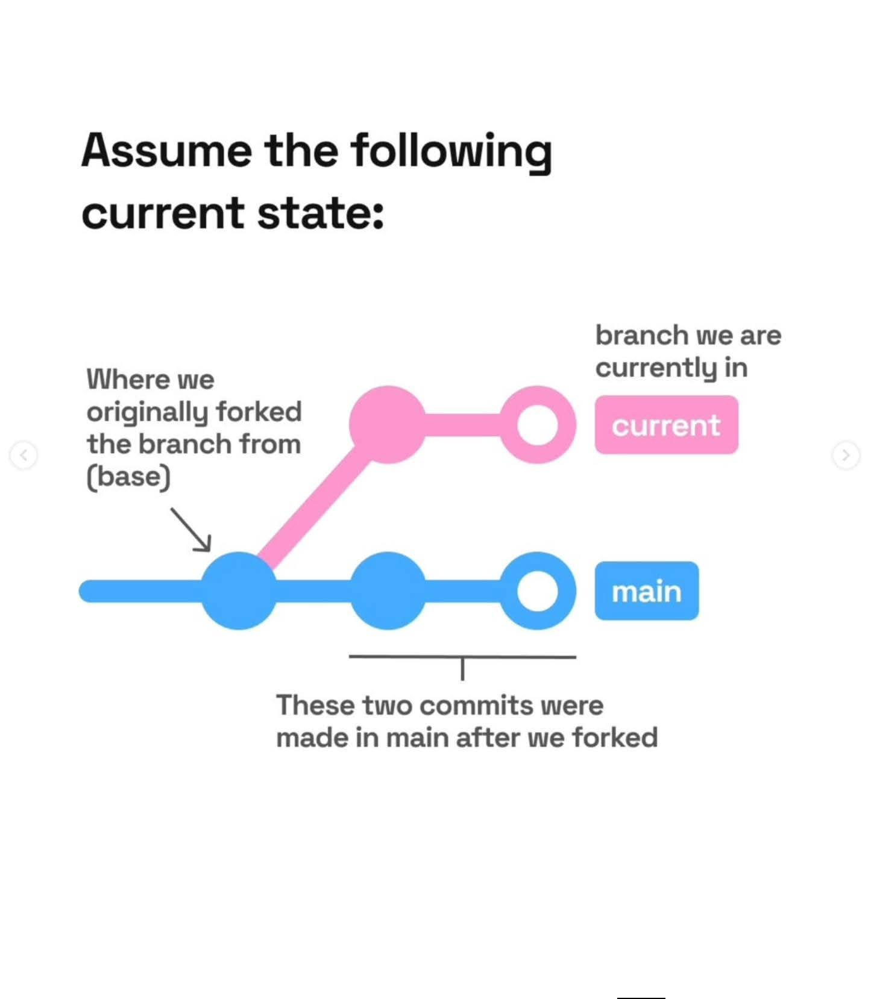 Assume the following
current state:
branch we are
currently in
Where we
originally forked
the branch from
(base)
current
main
These two commits were
made in main after we forked